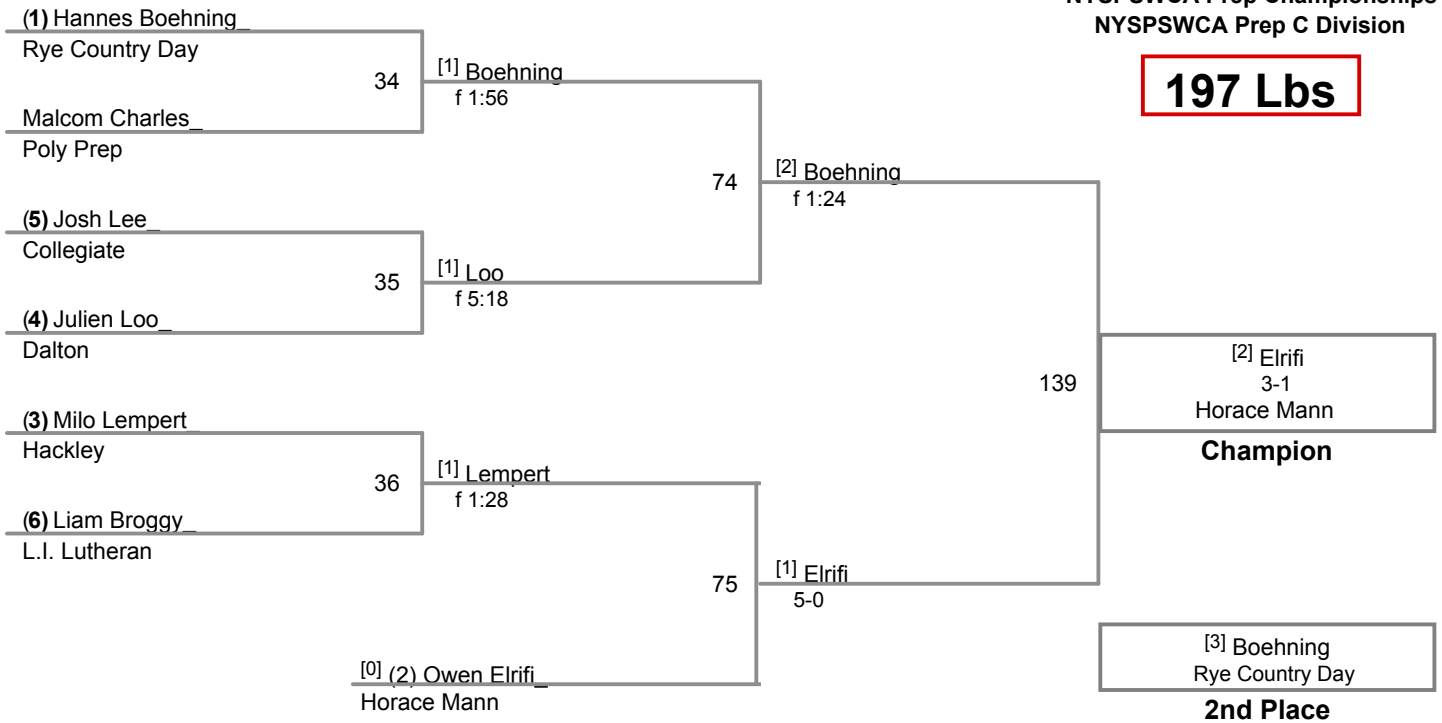 NYSPSWCA Prep Championships
NYSPSWCA Prep C Division
197 Lbs
(1) Hannes Boehning_
Rye Country Day
34
[1] Boehning
f 1:56
Malcom Charles_
Poly Prep
74
[2] Boehning
f 1:24
(5) Josh Lee_
Collegiate
35
[1] Loo
f 5:18
(4) Julien Loo_
Dalton
139
[2] Elrifi
3-1
Horace Mann
Champion
(3) Milo Lempert_
Hackley
36
[1] Lempert
f 1:28
(6) Liam Broggy_
L.I. Lutheran
75
[1] Elrifi
5-0
[0] (2) Owen Elrifi_
Horace Mann
[3] Boehning
Rye Country Day
2nd Place